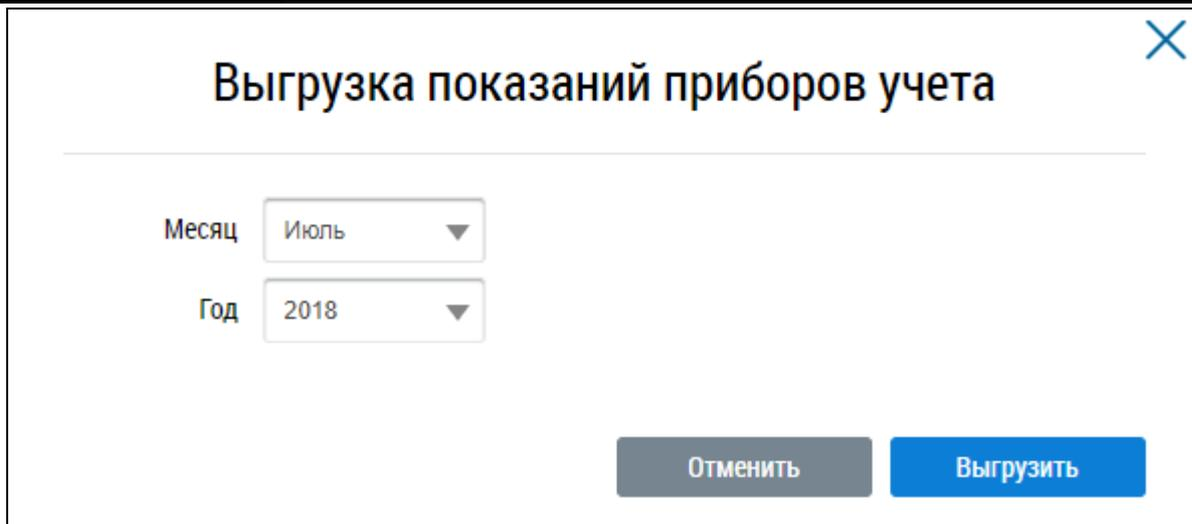 Выгрузка показаний приборов учета
Месяц Июль
Год 2018
Отменить Выгрузить